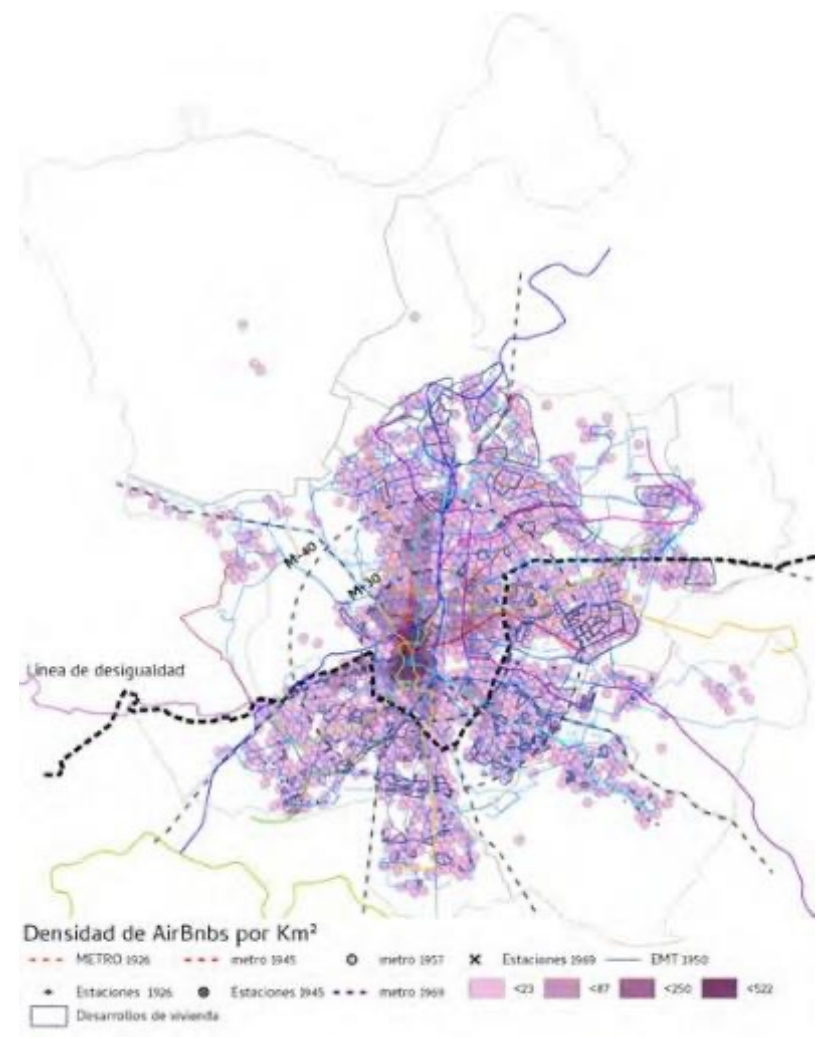 M-40
M-30
Línea de desigualdad
Densidad de AirBnbs por Km²
METRO 1926 metro 1945 metro 1957 Estaciones 1969 EMT 1950
Estaciones 1926 Estaciones 1945 metro 1969 <23 <87 <250 <522
Desarrollos de vivienda